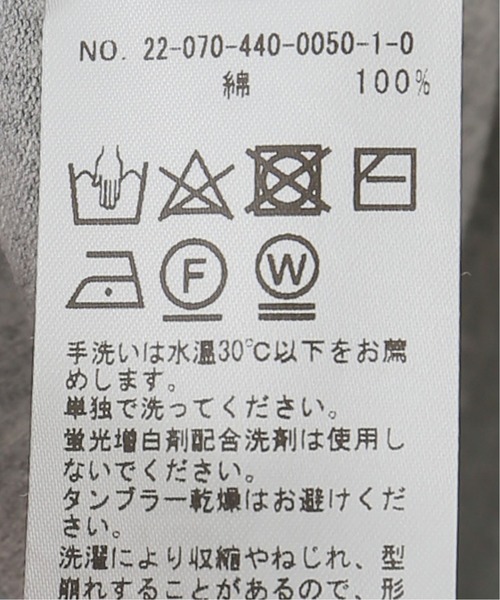 NO. 22-070-440-0050-1-0
綿 100%
F
W
手洗いは水温30℃以下をお薦
めします。
単独で洗ってください。
蛍光増白剤配合洗剤は使用し
ないでください。
タンブラー乾燥はお避けくだ
さい。
洗濯により収縮やねじれ、型
崩れすることがあるので、形